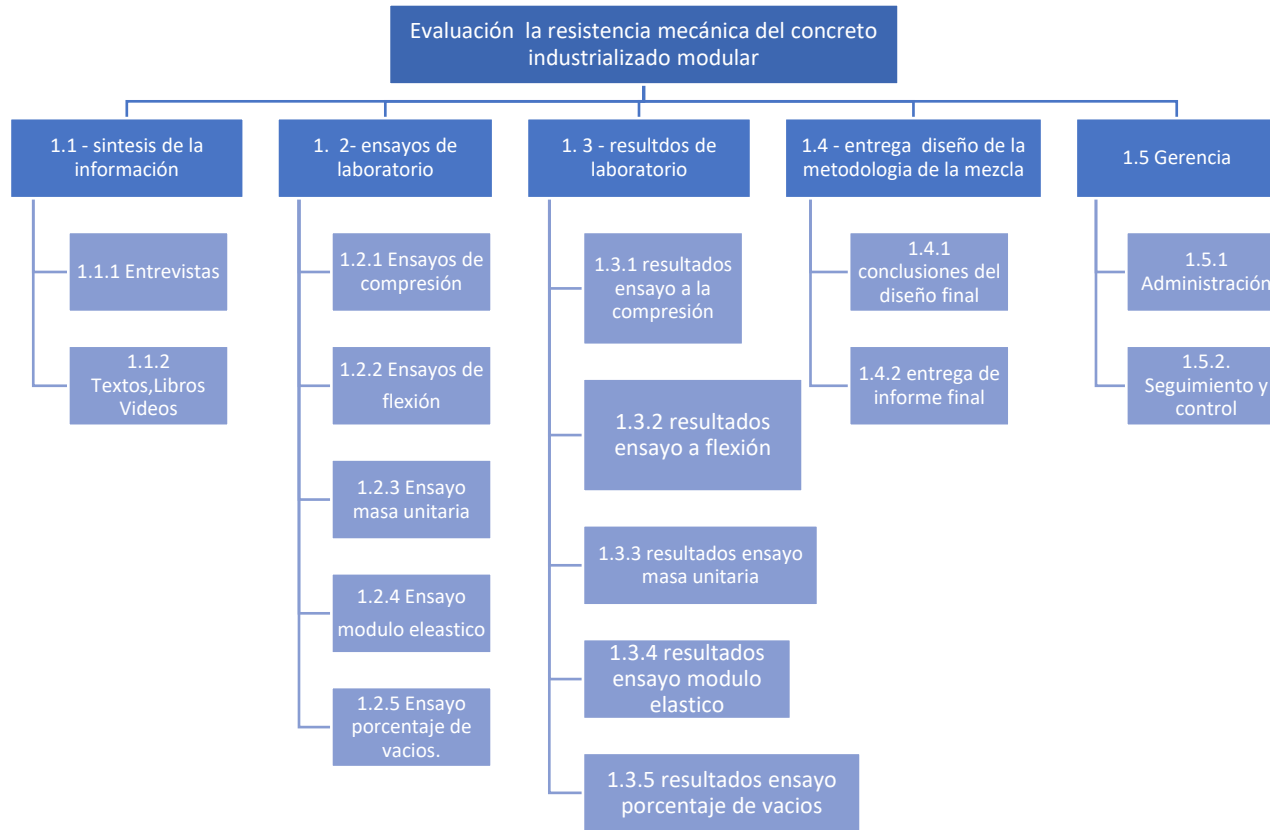 Evaluación la resistencia mecánica del concreto
industrializado modular
1.1 - sintesis de la
información
1. 2- ensayos de
laboratorio
1. 3 - resultdos de
laboratorio
1.4 - entrega diseño de la
metodologia de la mezcla
1.5 Gerencia
1.1.1 Entrevistas
1.1.2
Textos,Libros
Videos
1.2.1 Ensayos de
compresión
1.2.2 Ensayos de
flexión
1.2.3 Ensayo
masa unitaria
1.2.4 Ensayo
modulo eleastico
1.2.5 Ensayo
porcentaje de
vacios.
1.3.1 resultados
ensayo a la
compresión
1.3.2 resultados
ensayo a flexión
1.3.3 resultados ensayo
masa unitaria
1.3.4 resultados
ensayo modulo
elastico
1.3.5 resultados ensayo
porcentaje de vacios
1.4.1
conclusiones del
diseño final
1.4.2 entrega de
informe final
1.5.1
Administración
1.5.2.
Seguimiento y
control